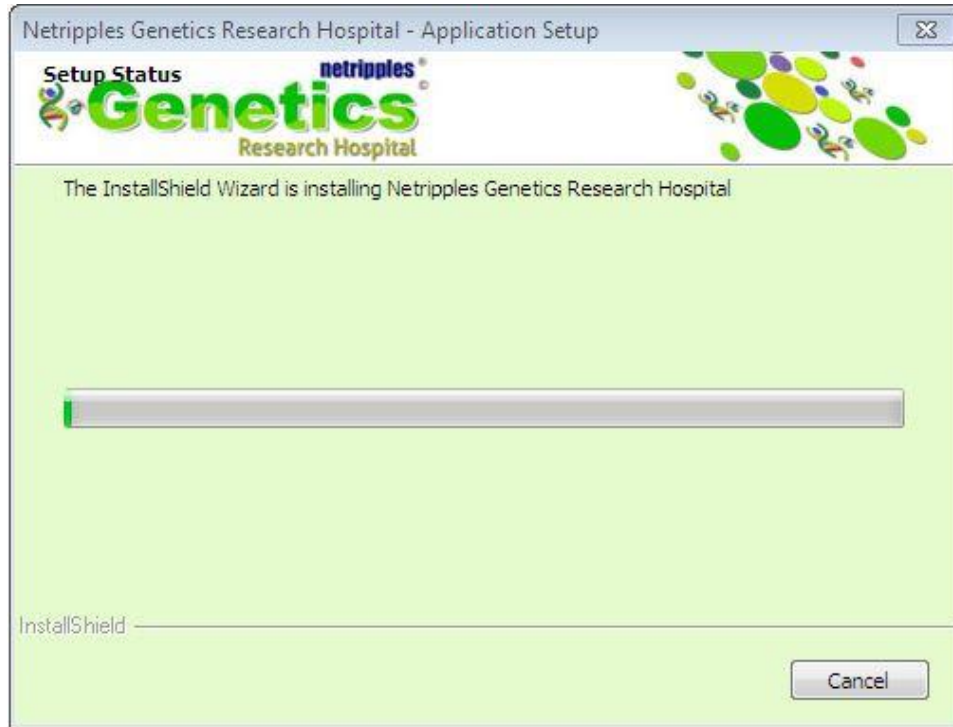 Netripples Genetics Research Hospital - Application Setup
Setup Status
netripples©
Genetics©
Research Hospital
The InstallShield Wizard is installing Netripples Genetics Research Hospital
InstallShield
Cancel